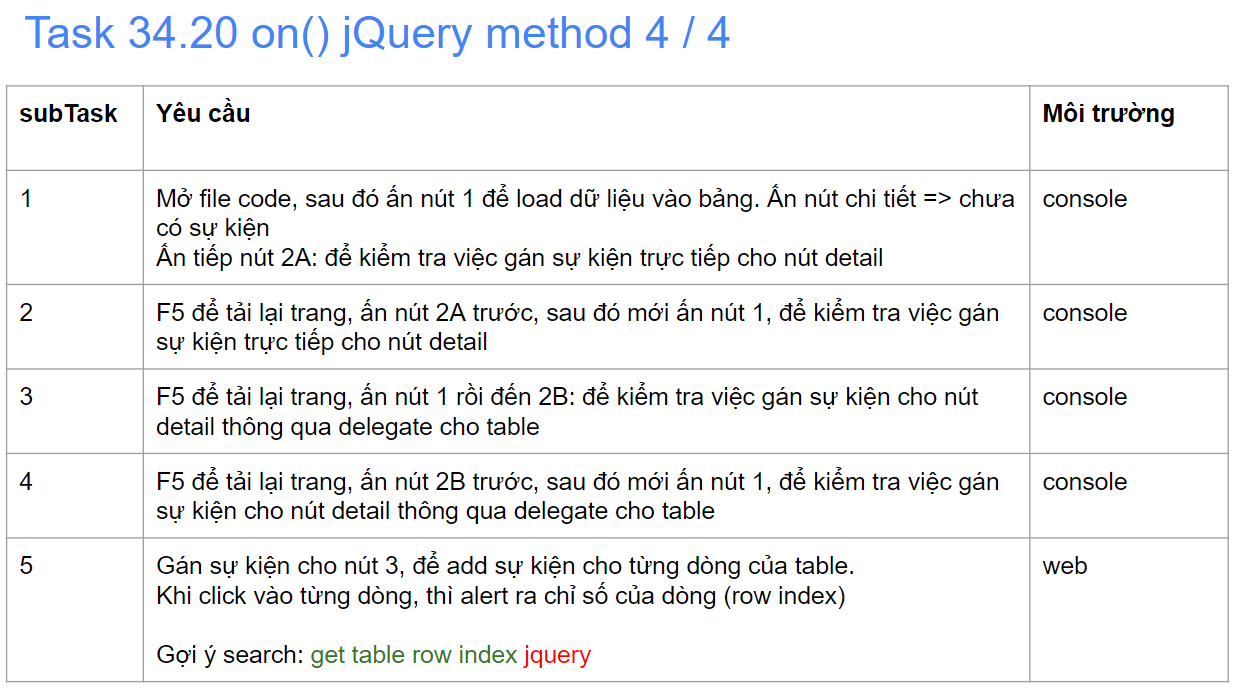 Task 34.20 on() jQuery method 4 / 4
subTask Yêu cầu Môi trường
1 Mở file code, sau đó ấn nút 1 để load dữ liệu vào bảng. Ấn nút chi tiết => chưa console
có sự kiện
Ấn tiếp nút 2A: để kiểm tra việc gán sự kiện trực tiếp cho nút detail
2 F5 để tải lại trang, ấn nút 2A trước, sau đó mới ấn nút 1, để kiểm tra việc gán console
sự kiện trực tiếp cho nút detail
3 F5 để tải lại trang, ấn nút 1 rồi đến 2B: để kiểm tra việc gán sự kiện cho nút console
detail thông qua delegate cho table
4 F5 để tải lại trang, ấn nút 2B trước, sau đó mới ấn nút 1, để kiểm tra việc gán console
sự kiện cho nút detail thông qua delegate cho table
5 Gán sự kiện cho nút 3, để add sự kiện cho từng dòng của table. web
Khi click vào từng dòng, thì alert ra chỉ số của dòng (row index)
Gợi ý search: get table row index jquery